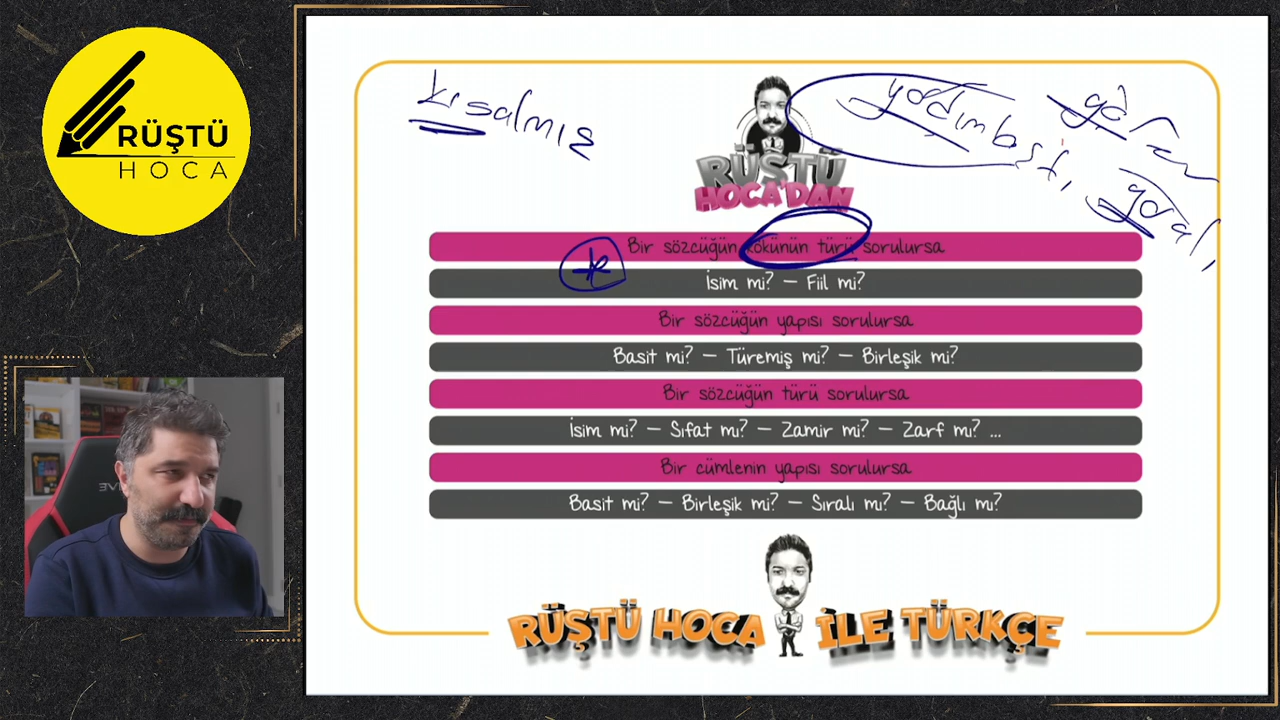 RÜŞTÜ
HOCA
kısalmış
RÜŞTÜ
HOCA'DAN
Bir sözcüğün kökünün türü sorulursa
İsim mi? – Fiil mi?
Bir sözcüğün yapısı sorulursa
Basit mi? – Türemiş mi? – Birleşik mi?
Bir sözcüğün türü sorulursa
İsim mi? – Sıfat mı? – Zamir mi? – Zarf mı? ...
Bir cümlenin yapısı sorulursa
Basit mi? – Birleşik mi? – Sıralı mı? – Bağlı mı?
RÜŞTÜ HOCA İLE TÜRKÇE